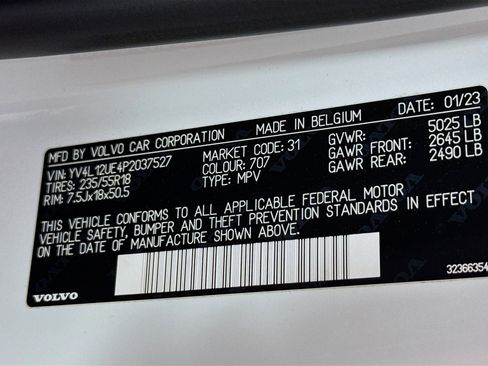 MFD BY VOLVO CAR CORPORATION MADE IN BELGIUM DATE: 01/23
VIN: YV4L12UE4P2037527 MARKET CODE: 31 GVWR: 5025 LB
TIRES: 235/55R18 COLOUR: 707 GAWR FRONT: 2645 LB
RIM: 7.5Jx18x50.5 TYPE: MPV GAWR REAR: 2490 LB
THIS VEHICLE CONFORMS TO ALL APPLICABLE FEDERAL MOTOR
VEHICLE SAFETY, BUMPER AND THEFT PREVENTION STANDARDS IN EFFECT
ON THE DATE OF MANUFACTURE SHOWN ABOVE.
VOLVO 32366354